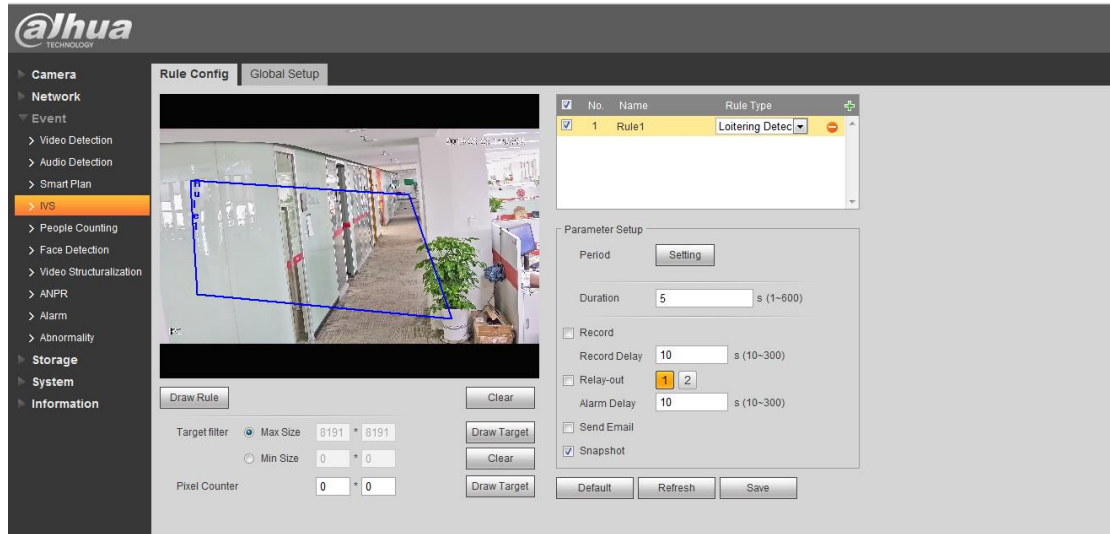 alhua
TECHNOLOGY
Camera
Network
Event
Video Detection
Audio Detection
Smart Plan
IVS
People Counting
Face Detection
Video Structuralization
ANPR
Alarm
Abnormality
Storage
System
Information
Rule Config Global Setup
Rule1
Draw Rule Clear
Target filter Max Size 8191 * 8191 Draw Target
Min Size 0 * 0 Clear
Pixel Counter 0 * 0 Draw Target
No. Name Rule Type
1 Rule1 Loitering Detec
Parameter Setup
Period Setting
Duration 5 s (1~600)
Record
Record Delay 10 s (10~300)
Relay-out 1 2
Alarm Delay 10 s (10~300)
Send Email
Snapshot
Default Refresh Save